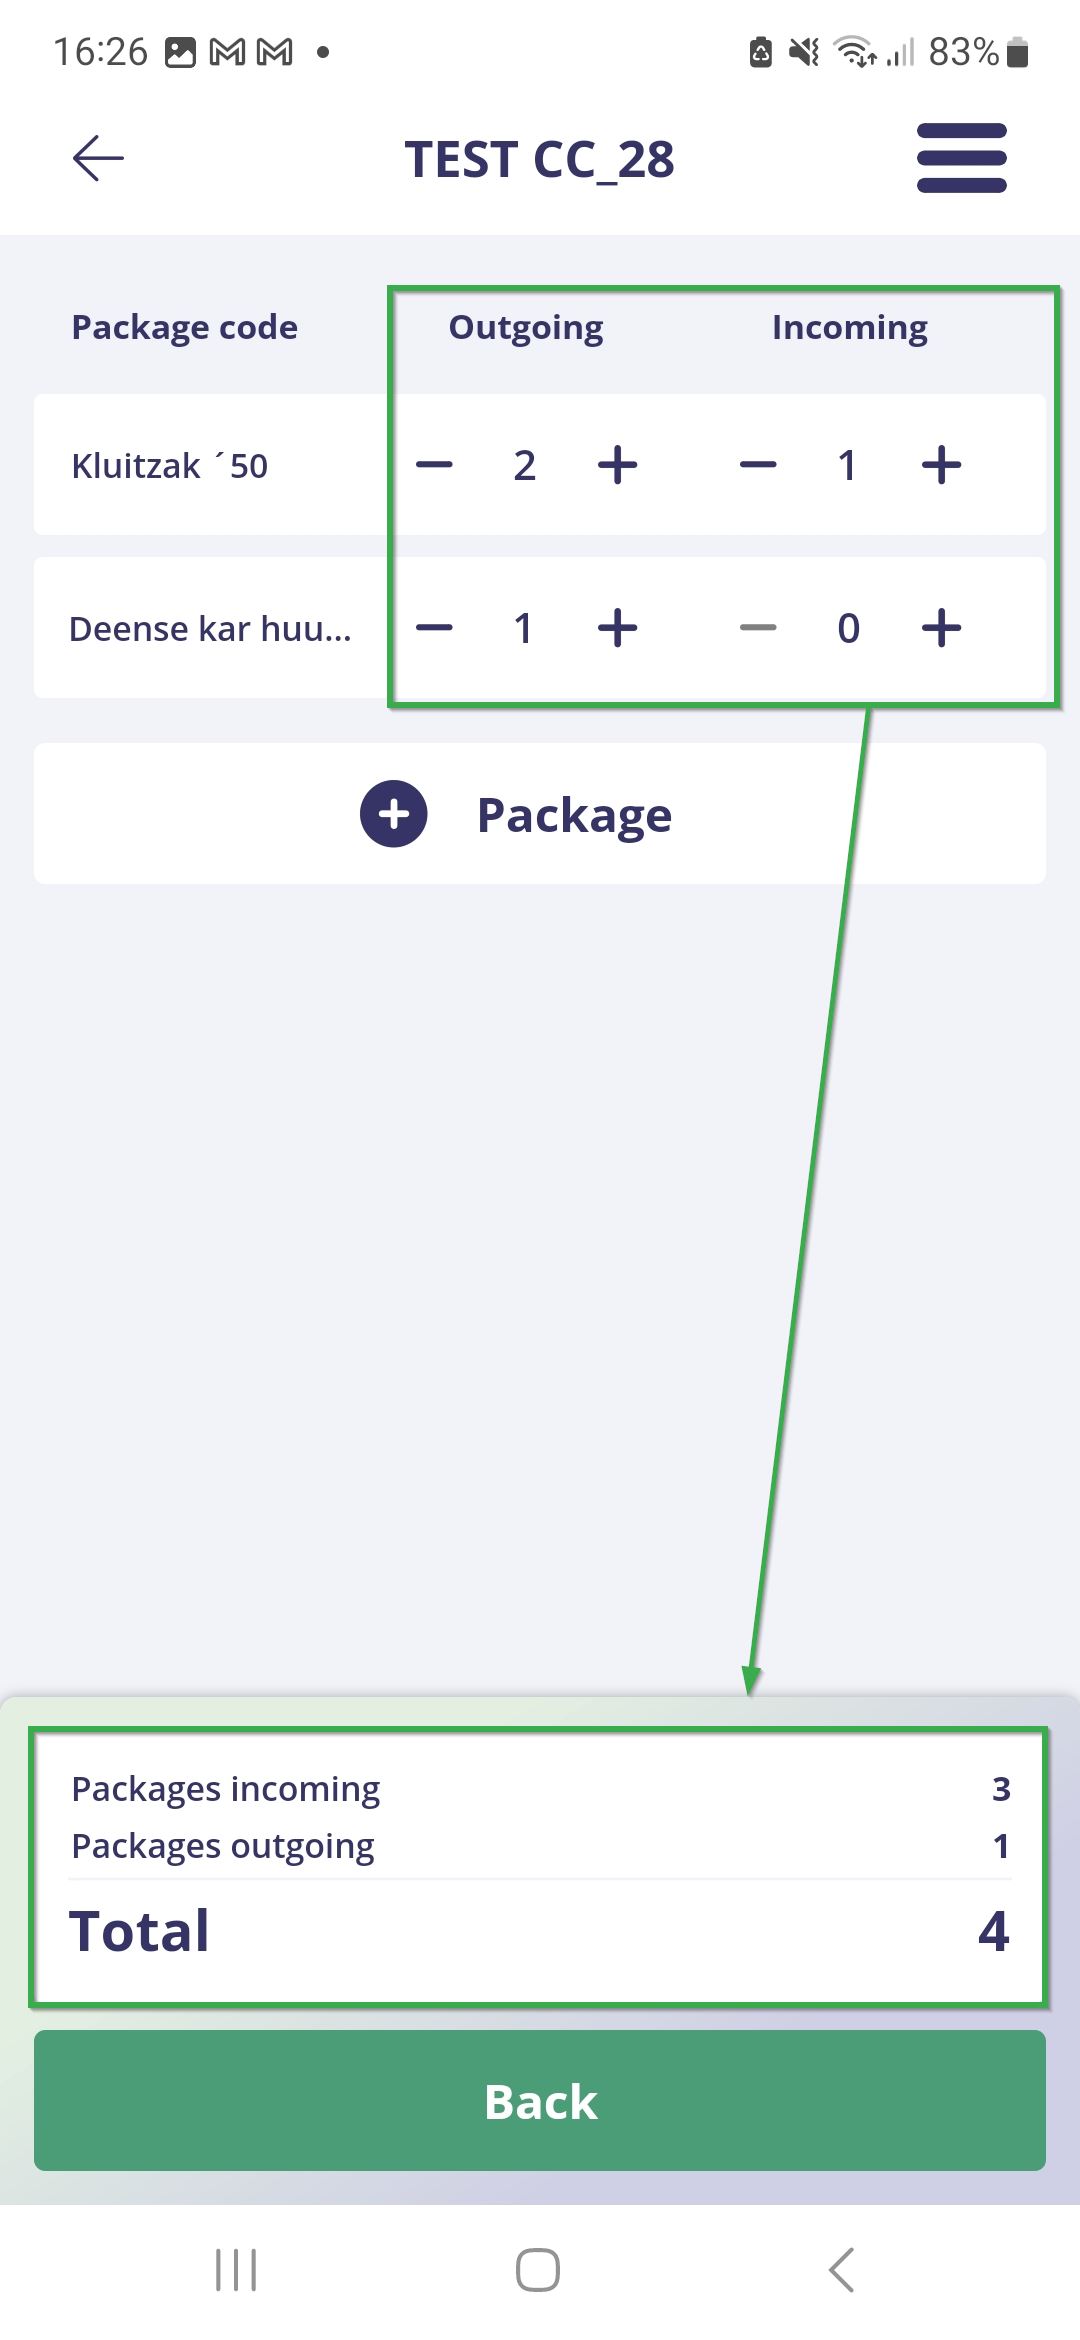 16:26 83%
TEST CC_28
Package code Outgoing Incoming
Kluitzak ´50 2 1
Deense kar huu... 1 0
Package
Packages incoming 3
Packages outgoing 1
Total 4
Back